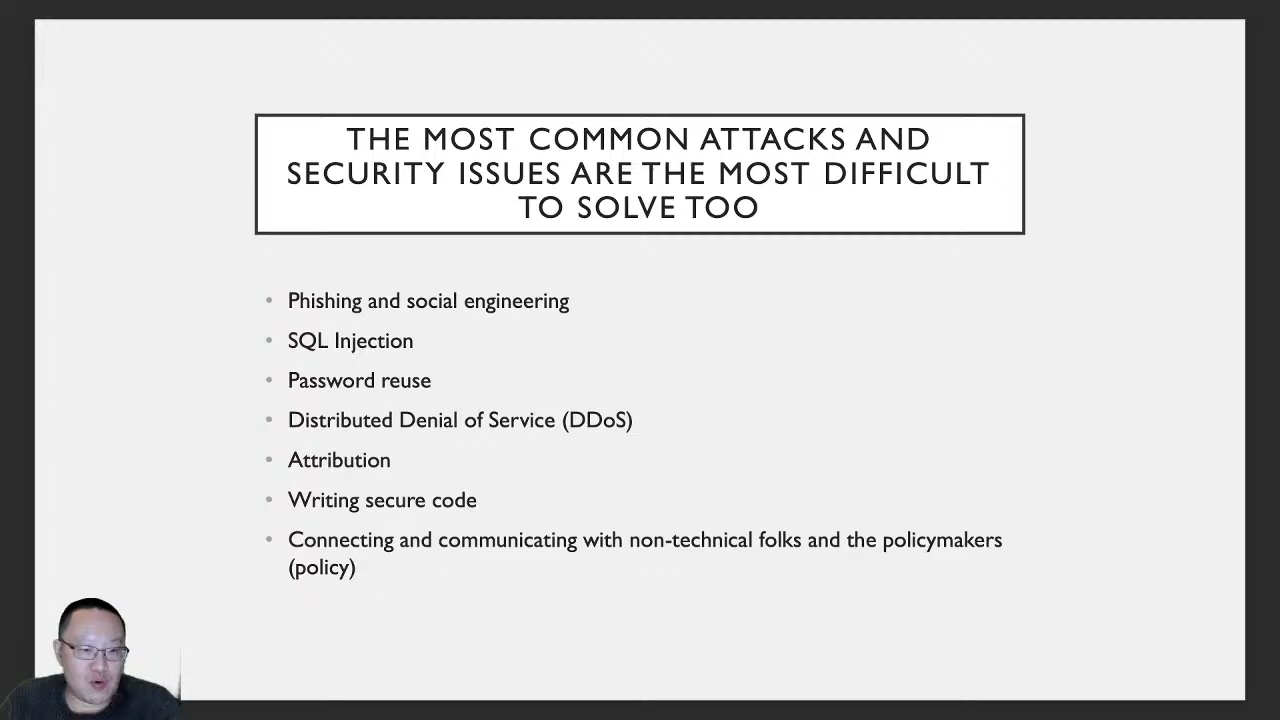 THE MOST COMMON ATTACKS AND
SECURITY ISSUES ARE THE MOST DIFFICULT
TO SOLVE TOO
• Phishing and social engineering
• SQL Injection
• Password reuse
• Distributed Denial of Service (DDoS)
• Attribution
• Writing secure code
• Connecting and communicating with non-technical folks and the policymakers
(policy)